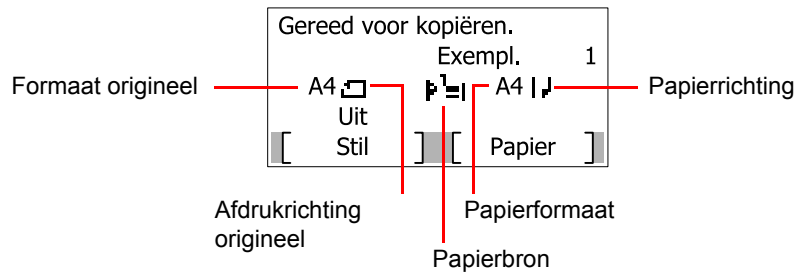 Gereed voor kopiëren.
Exempl. 1
Formaat origineel
A4
A4
Papierrichting
Uit
[ Stil ] [ Papier ]
Afdrukrichting
origineel
Papierformaat
Papierbron